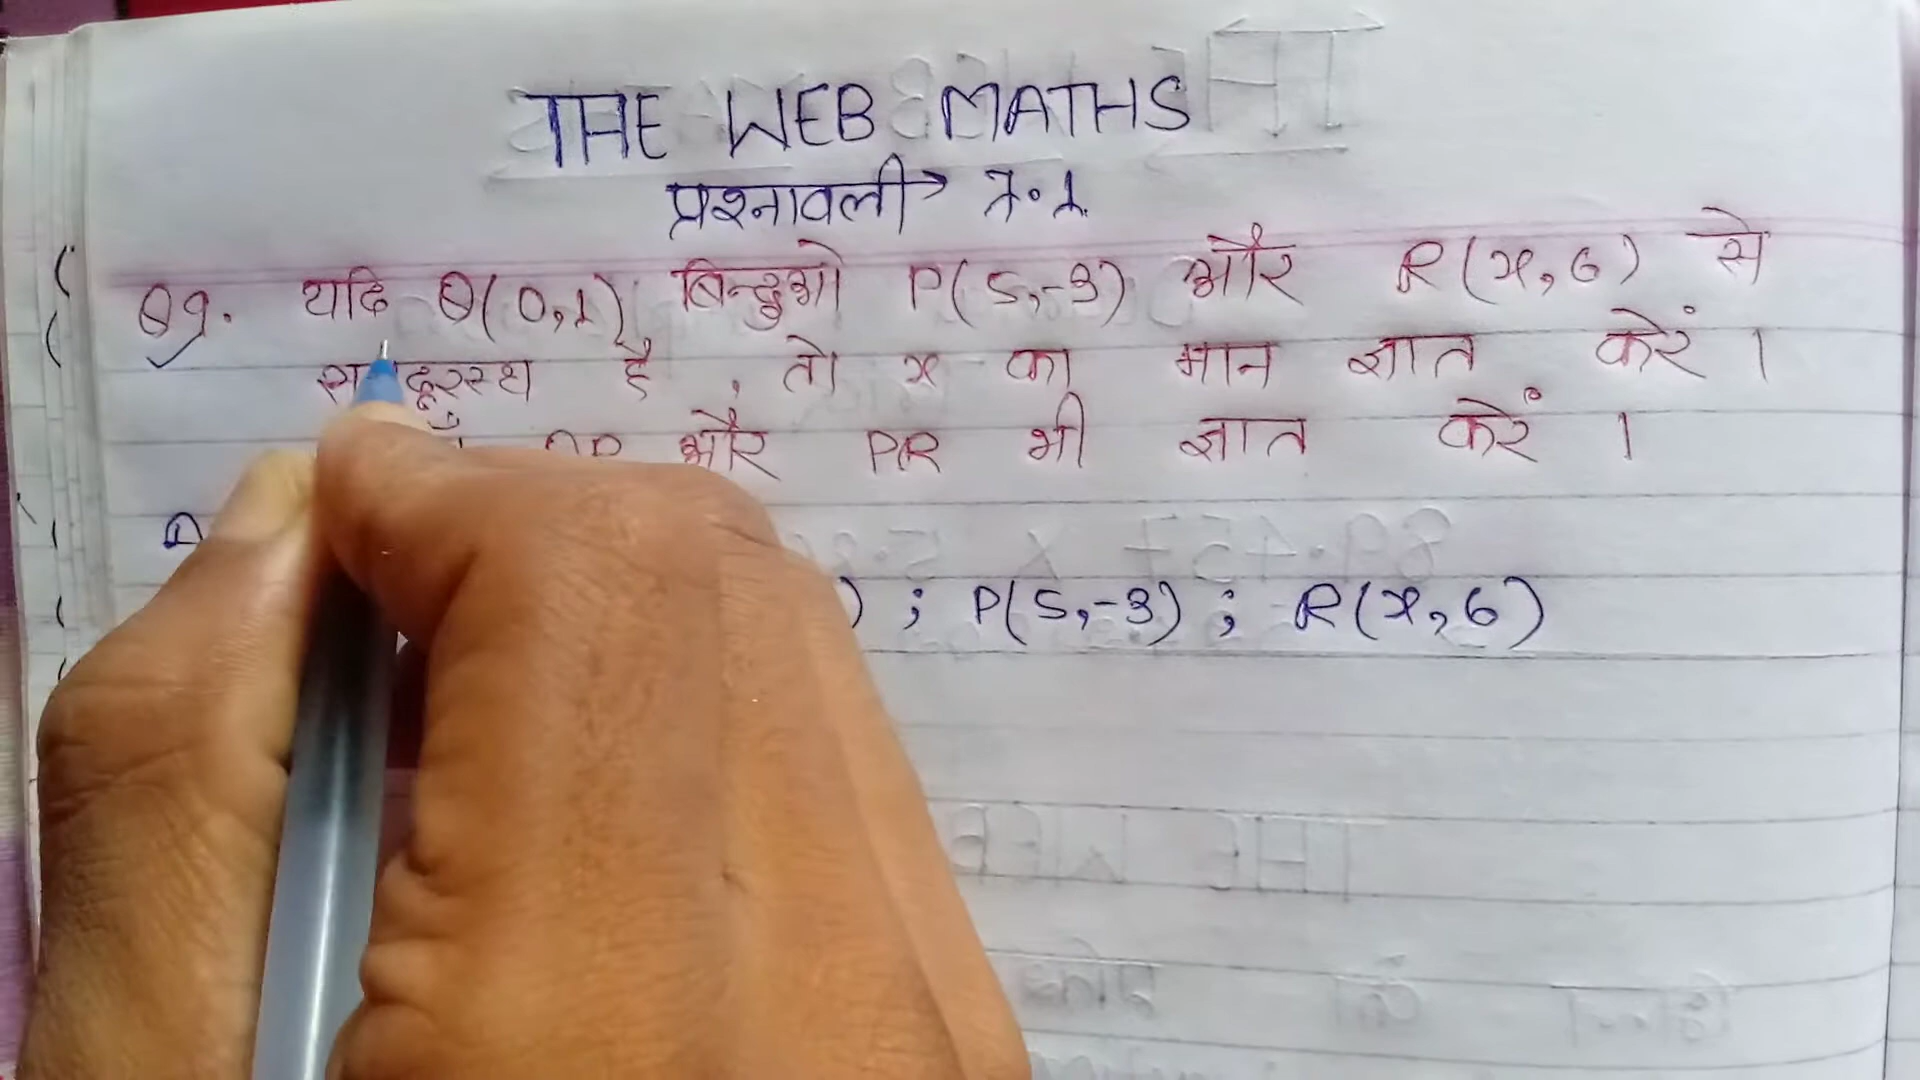 THE WEB MATHS
प्रश्नावली → 7.1
Q9. यदि Q(0,1) बिन्दुओ P(5,-3) और R(x,6) से
है, तो x का मान ज्ञात करें।
और PR भी ज्ञात करें।
) ; P(5,-3) ; R(x,6)